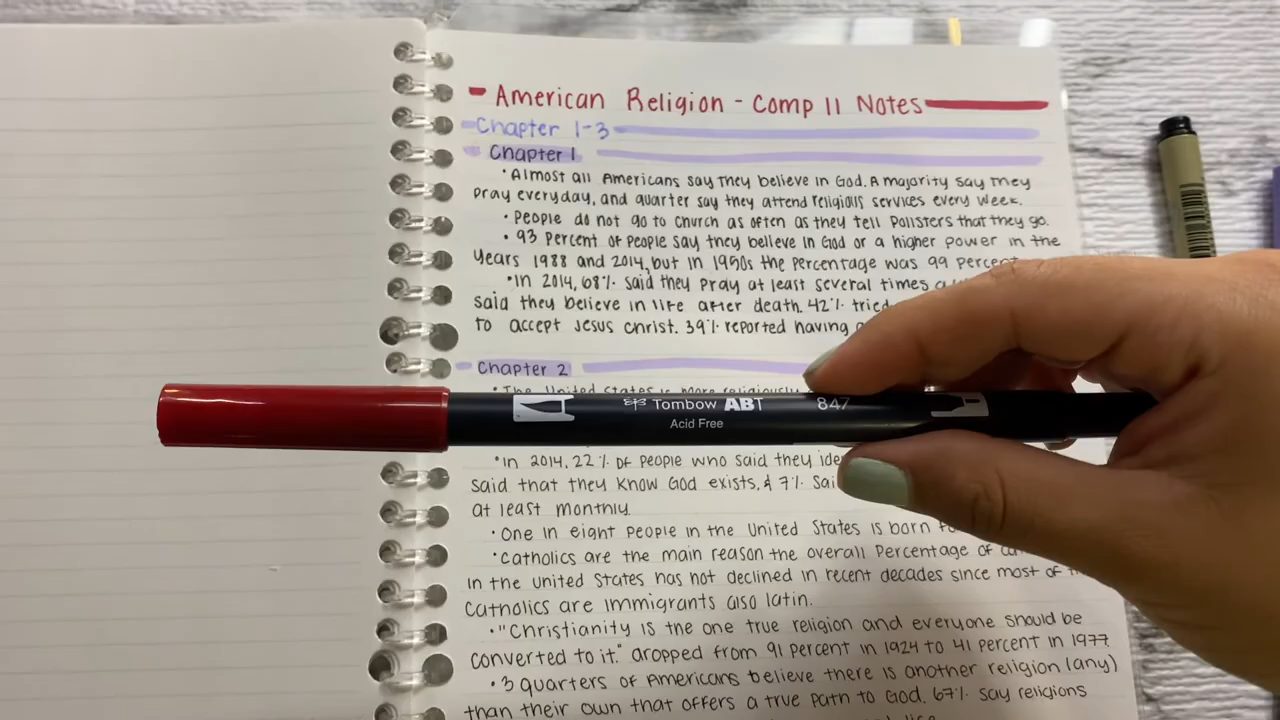 American Religion - Comp II Notes
Chapter 1-3
Chapter 1
• Almost all Americans say they believe in God. A majority say they
pray everyday, and quarter say they attend religious services every week.
• People do not go to church as often as they tell pollsters that they go.
• 93 percent of people say they believe in God or a higher power in the
years 1988 and 2014, but in 1950s the percentage was 99 percent
• In 2014, 68% said they pray at least several times a
said they believe in life after death. 42% tried
to accept Jesus Christ. 39% reported having
Chapter 2
• The United States is more religiously
Tombow ABT 847
Acid Free
• In 2014, 22% of people who said they
said that they know God exists, & 7%
at least monthly.
• One in eight people in the United States is born
• Catholics are the main reason the overall percentage of
in the United States has not declined in recent decades since most of
Catholics are immigrants also latin.
• "Christianity is the one true religion and everyone should be
converted to it." dropped from 91 percent in 1924 to 41 percent in 1977
• 3 quarters of Americans believe there is another religion (any)
than their own that offers a true path to God. 67% say religions